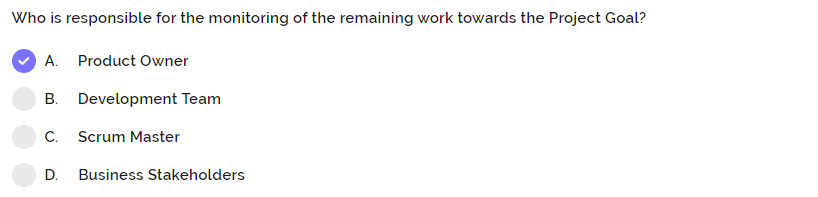 Who is responsible for the monitoring of the remaining work towards the Project Goal?
A. Product Owner
B. Development Team
C. Scrum Master
D. Business Stakeholders